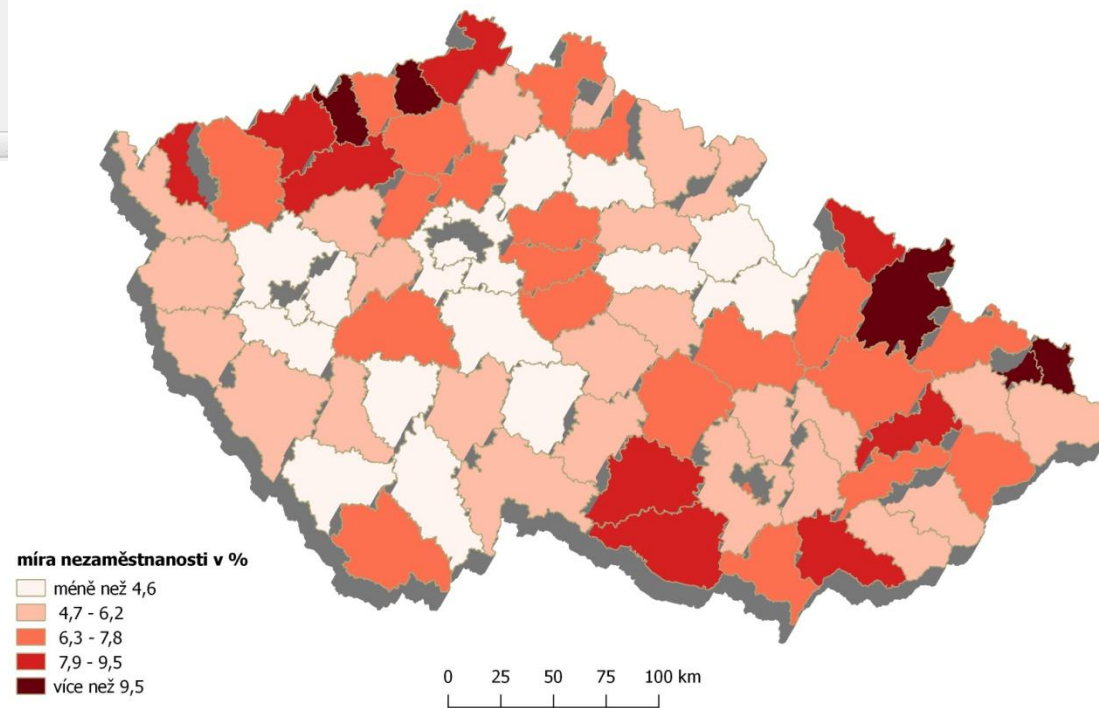 míra nezaměstnanosti v %
méně než 4,6
4,7 - 6,2
6,3 - 7,8
7,9 - 9,5
více než 9,5
0 25 50 75 100 km